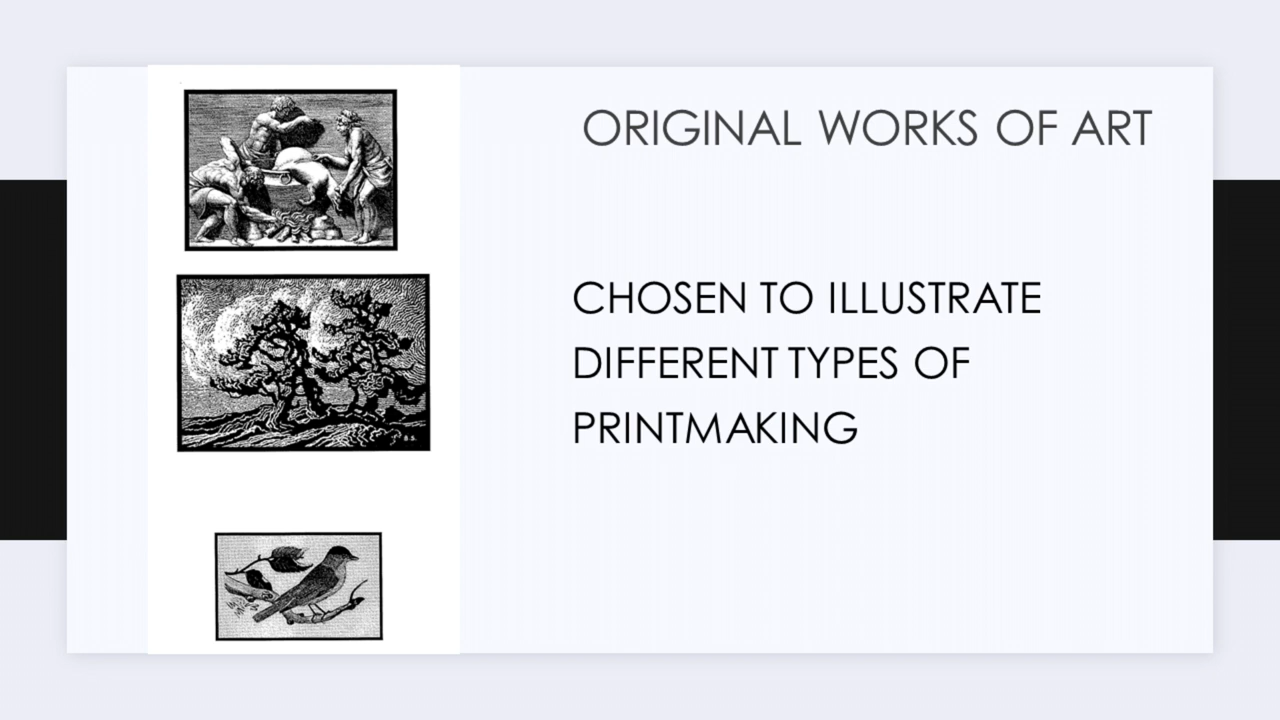 ORIGINAL WORKS OF ART
CHOSEN TO ILLUSTRATE
DIFFERENT TYPES OF
PRINTMAKING
B.S.